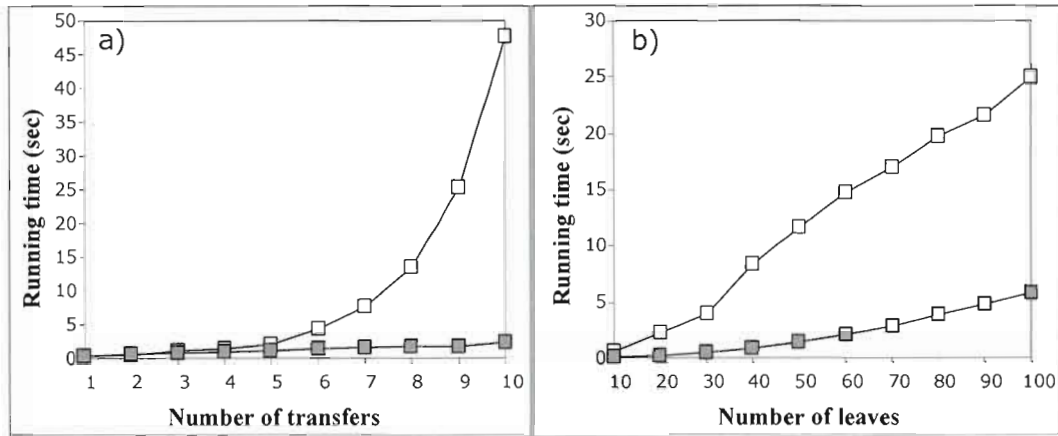 a)
Running time (sec)
50
45
40
35
30
25
20
15
10
5
0
1 2 3 4 5 6 7 8 9 10
Number of transfers
b)
Running time (sec)
30
25
20
15
10
5
0
10 20 30 40 50 60 70 80 90 100
Number of leaves